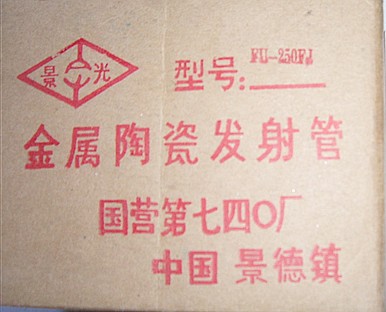 景光
型号: FU-250FJ
金属陶瓷发射管
国营第七四〇厂
中国 景德镇